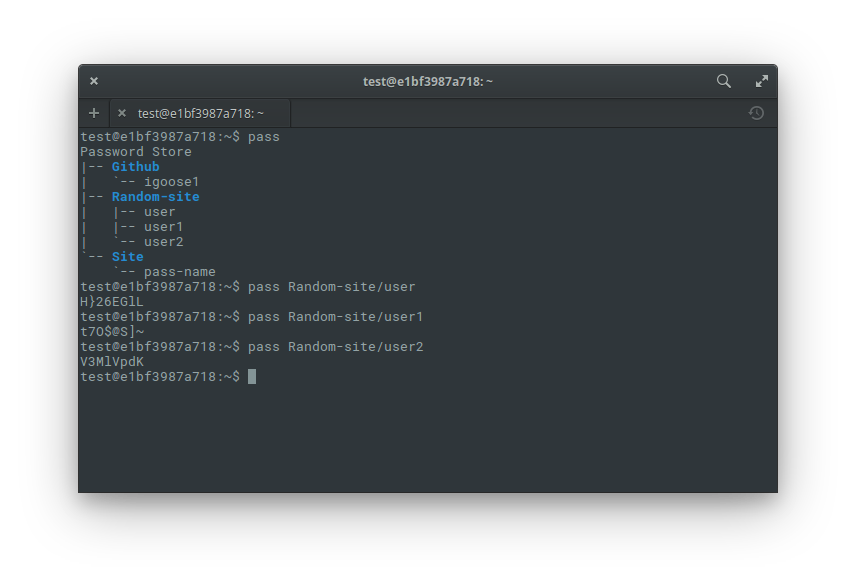 test@e1bf3987a718: ~
test@e1bf3987a718: ~
test@e1bf3987a718:~$ pass
Password Store
|-- Github
|   `-- igoose1
|-- Random-site
|   |-- user
|   |-- user1
|   `-- user2
`-- Site
    `-- pass-name
test@e1bf3987a718:~$ pass Random-site/user
H}26EGlL
test@e1bf3987a718:~$ pass Random-site/user1
t7O$@S]~
test@e1bf3987a718:~$ pass Random-site/user2
V3MlVpdK
test@e1bf3987a718:~$